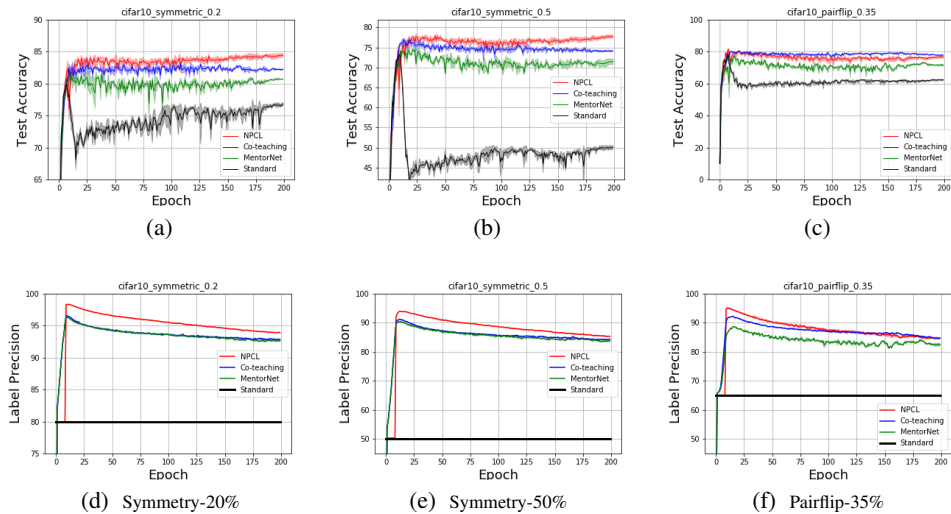 cifar10_symmetric_0.2
Test Accuracy
90
85
80
75
70
65
NPCL
Co-teaching
MentorNet
Standard
0 25 50 75 100 125 150 175 200
Epoch
(a)
cifar10_symmetric_0.5
Test Accuracy
80
75
70
65
60
55
50
45
NPCL
Co-teaching
MentorNet
Standard
0 25 50 75 100 125 150 175 200
Epoch
(b)
cifar10_pairflip_0.35
Test Accuracy
100
80
60
40
20
0
NPCL
Co-teaching
MentorNet
Standard
0 25 50 75 100 125 150 175 200
Epoch
(c)
cifar10_symmetric_0.2
Label Precision
100
95
90
85
80
75
NPCL
Co-teaching
MentorNet
Standard
0 25 50 75 100 125 150 175 200
Epoch
(d) Symmetry-20%
cifar10_symmetric_0.5
Label Precision
100
90
80
70
60
50
NPCL
Co-teaching
MentorNet
Standard
0 25 50 75 100 125 150 175 200
Epoch
(e) Symmetry-50%
cifar10_pairflip_0.35
Label Precision
100
90
80
70
60
50
NPCL
Co-teaching
MentorNet
Standard
0 25 50 75 100 125 150 175 200
Epoch
(f) Pairflip-35%